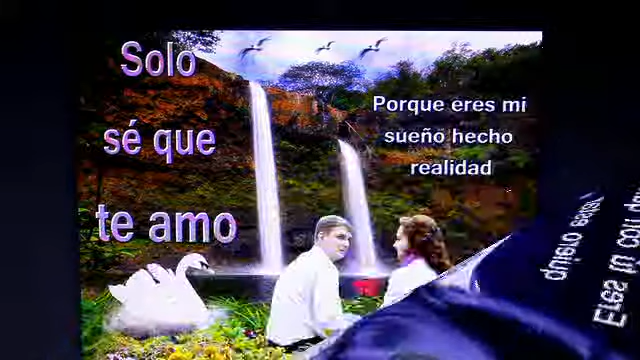 Solo
sé que
te amo
Porque eres mi
sueño hecho
realidad